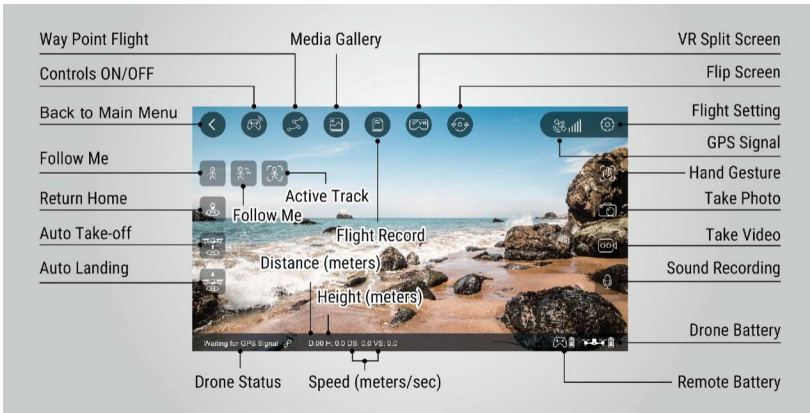 Way Point Flight
Media Gallery
VR Split Screen
Controls ON/OFF
Flip Screen
Back to Main Menu
Flight Setting
VR
GPS Signal
Follow Me
Hand Gesture
Active Track
Return Home
Follow Me
Take Photo
Auto Take-off
Flight Record
Take Video
Distance (meters)
Auto Landing
Sound Recording
Height (meters)
Drone Battery
Waiting for GPS Signal
D:00 H: 0.0 DS: 0.0 VS: 0.0
Drone Status
Speed (meters/sec)
Remote Battery